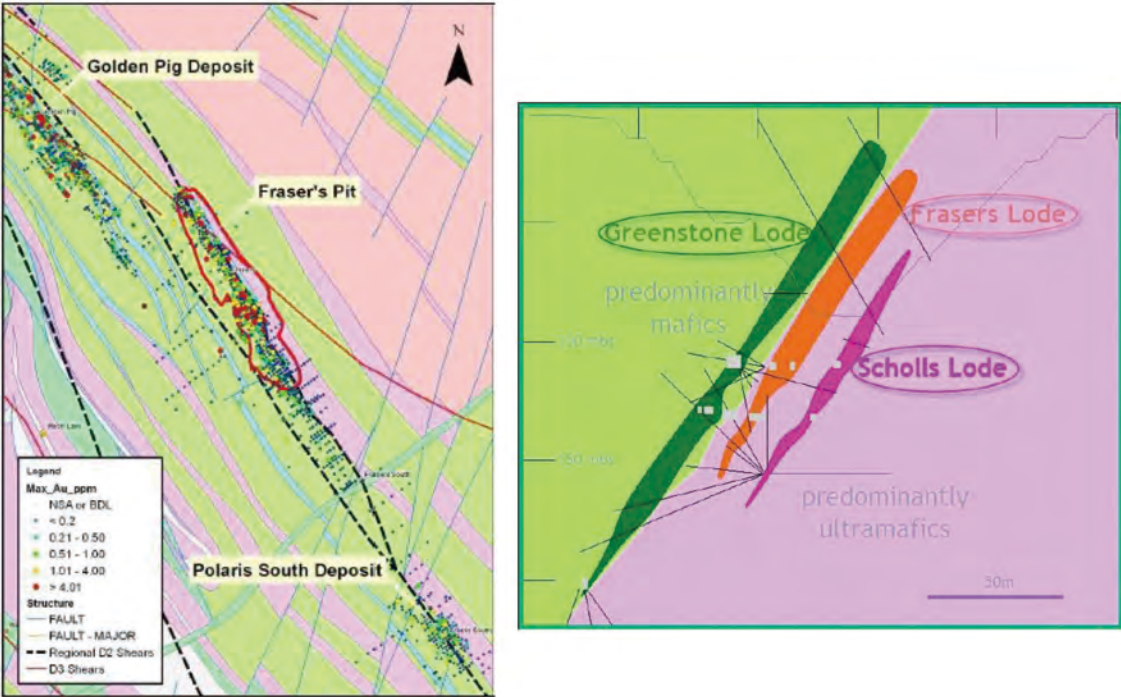 N
Golden Pig Deposit
Fraser's Pit
Frasers South
Polaris South Deposit
Legend
Max_Au_ppm
NSA or BDL
< 0.2
0.21 - 0.50
0.51 - 1.00
1.01 - 4.00
> 4.01
Structure
FAULT
FAULT - MAJOR
Regional D2 Shears
D3 Shears
Greenstone Lode
Frasers Lode
predominantly
mafics
Scholls Lode
predominantly
ultramafics